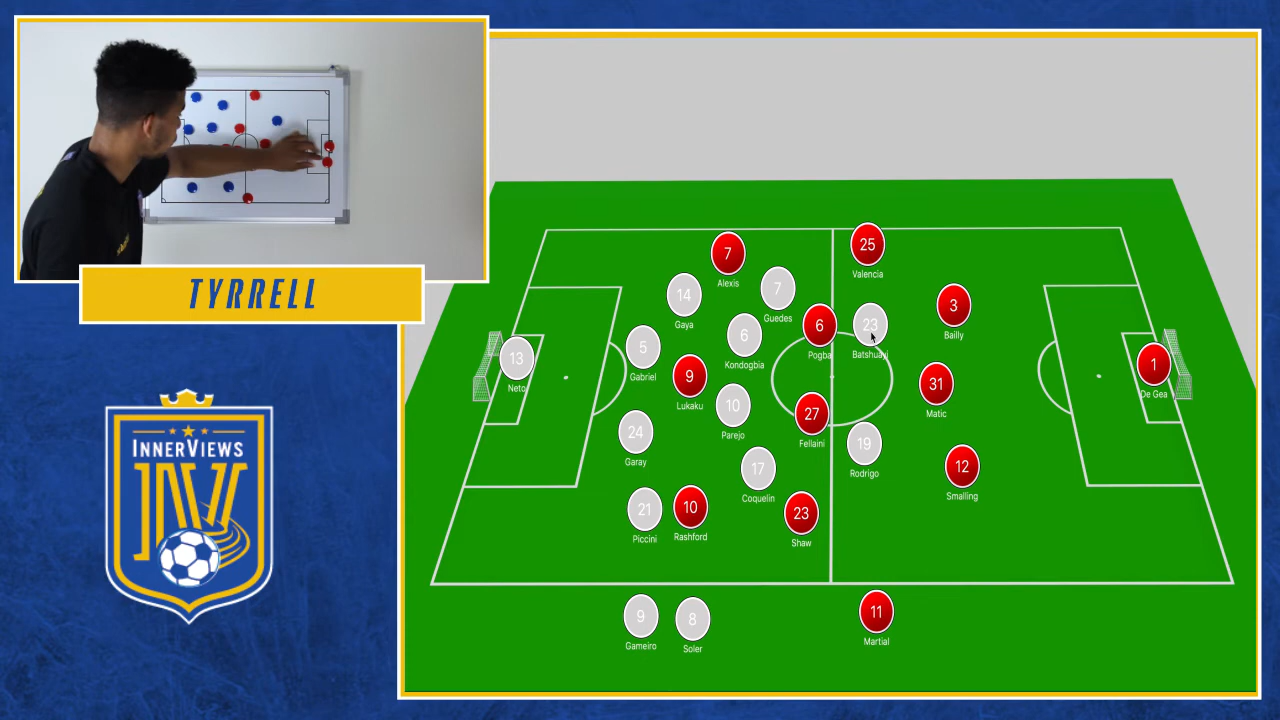 TYRRELL
INNERVIEWS
IV
7
Alexis
25
Valencia
14
Gaya
7
Guedes
3
Bailly
6
Pogba
23
Batshuayi
6
Kondogbia
5
Gabriel
13
Neto
1
De Gea
9
Lukaku
31
Matic
10
Parejo
27
Fellaini
24
Garay
19
Rodrigo
17
Coquelin
12
Smalling
21
Piccini
10
Rashford
23
Shaw
9
Gameiro
8
Soler
11
Martial